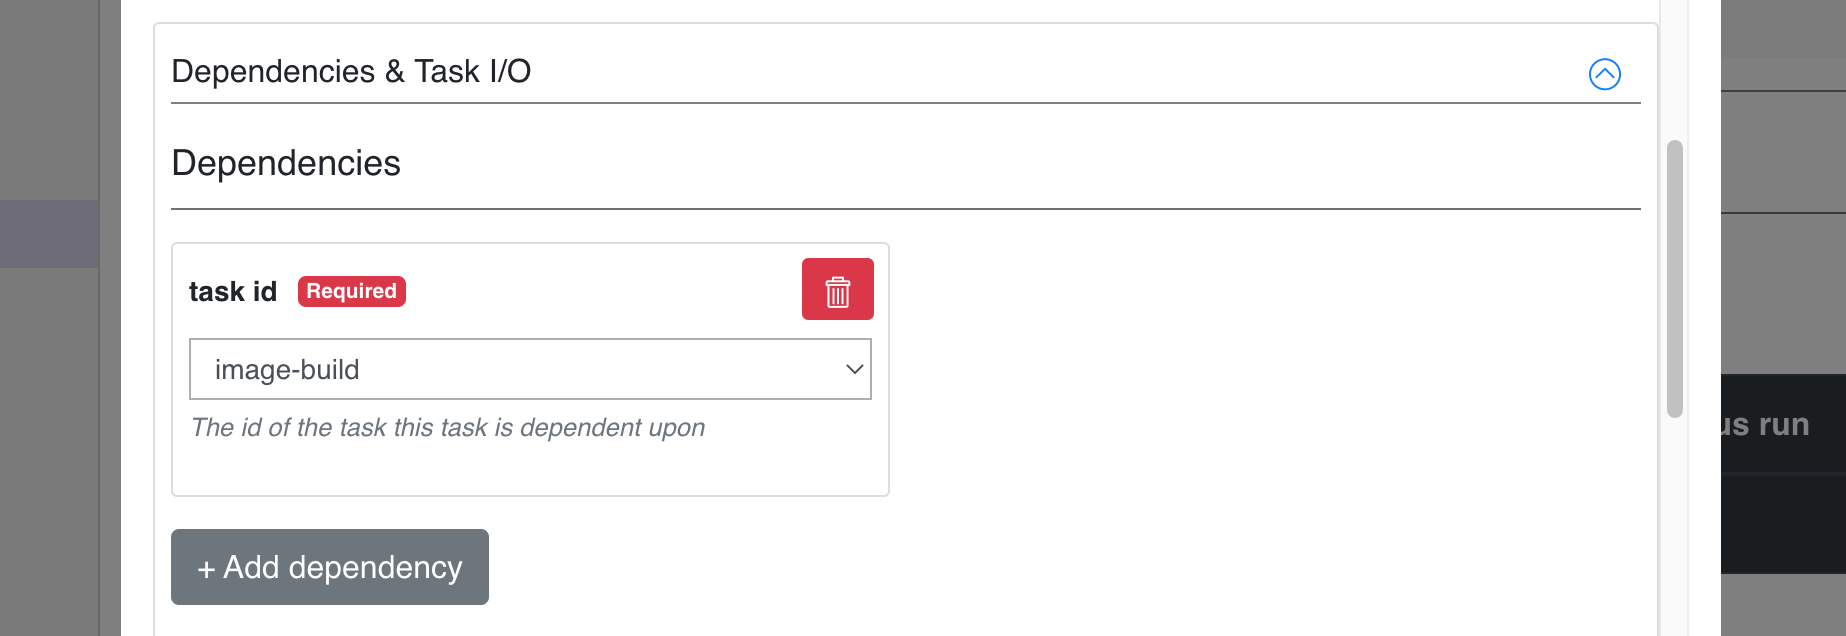 Dependencies & Task I/O
Dependencies
task id Required
image-build
The id of the task this task is dependent upon
+ Add dependency
us run